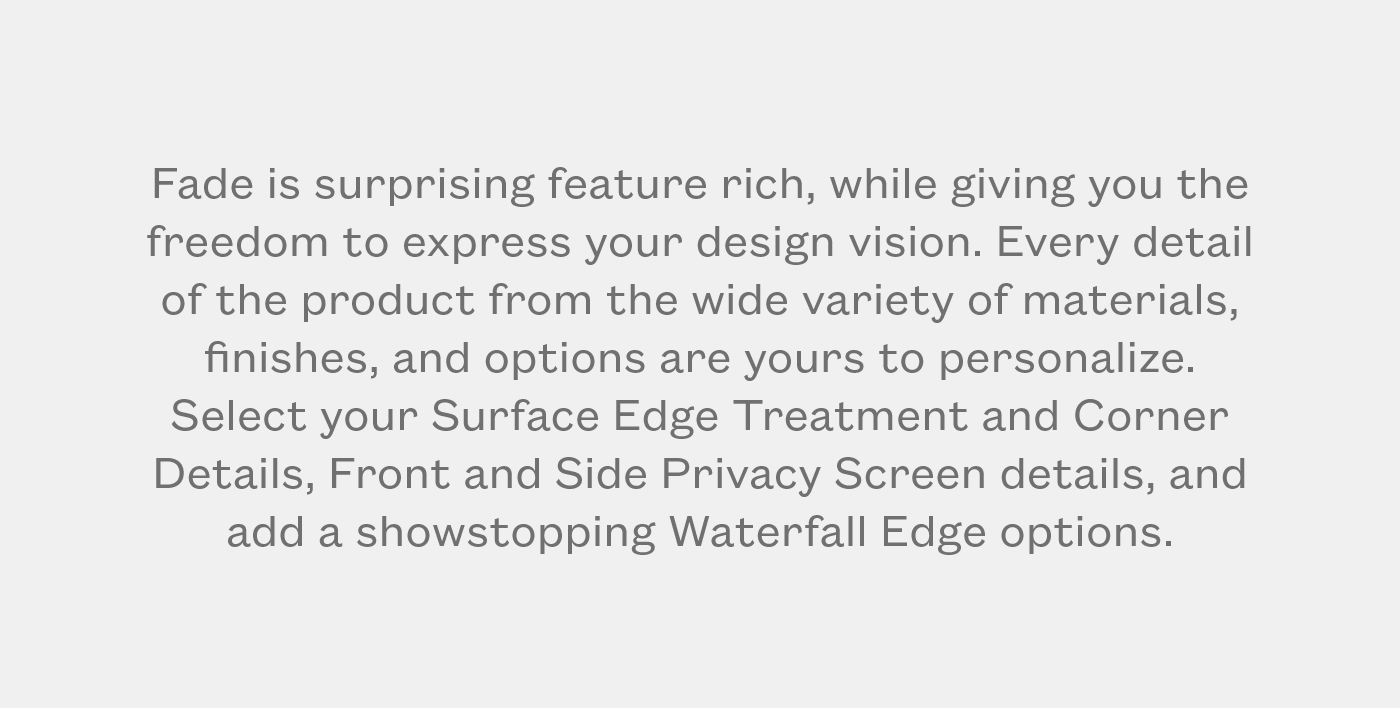 Fade is surprising feature rich, while giving you the
freedom to express your design vision. Every detail
of the product from the wide variety of materials,
finishes, and options are yours to personalize.
Select your Surface Edge Treatment and Corner
Details, Front and Side Privacy Screen details, and
add a showstopping Waterfall Edge options.